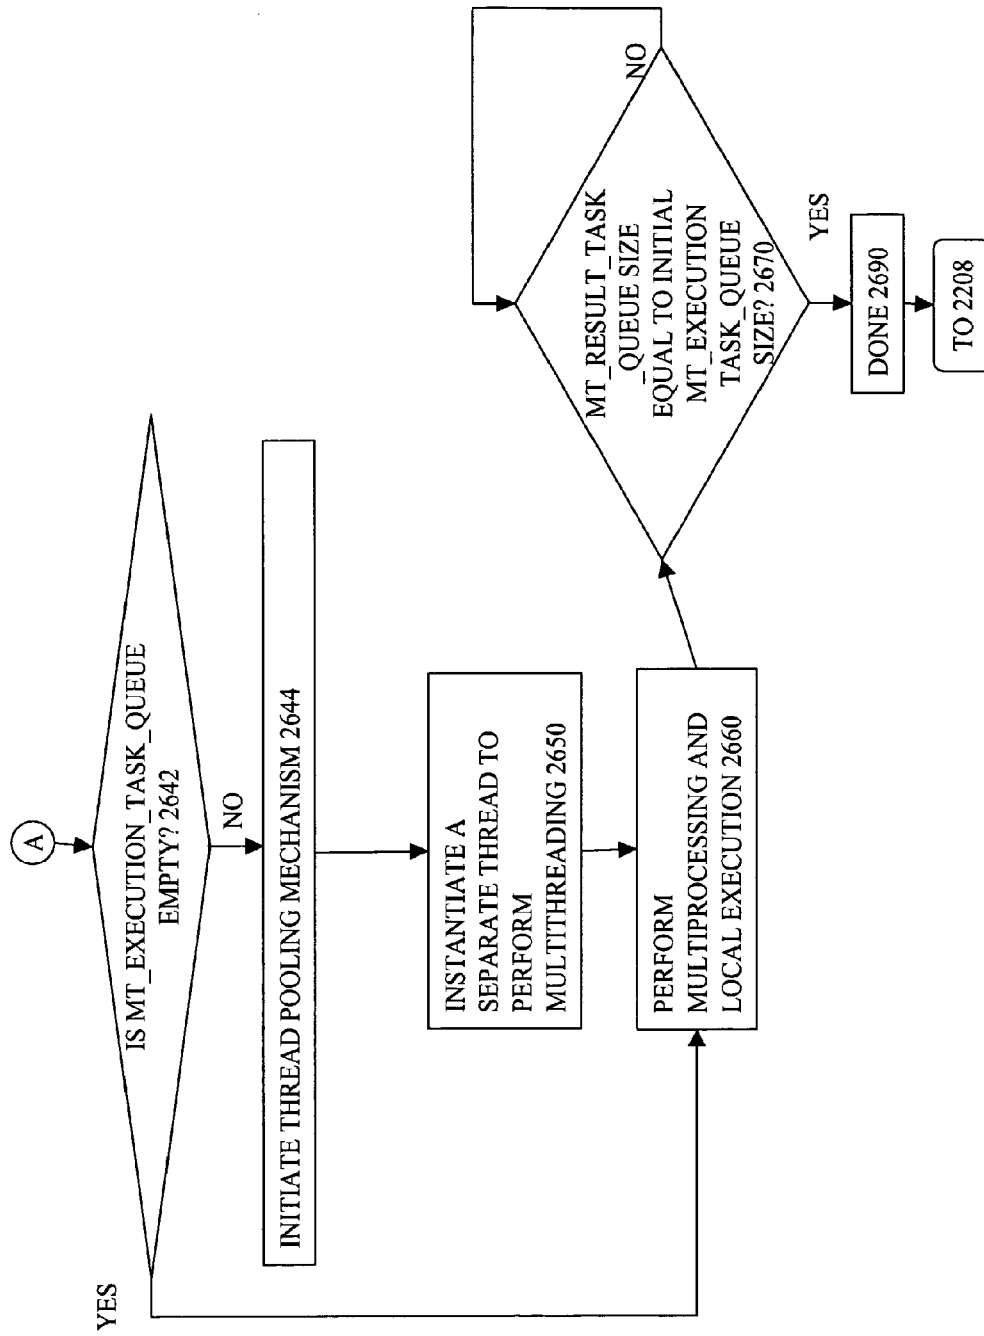 A
IS MT_EXECUTION_TASK_QUEUE
EMPTY? 2642
YES
NO
INITIATE THREAD POOLING MECHANISM 2644
INSTANTIATE A
SEPARATE THREAD TO
PERFORM
MULTITHREADING 2650
PERFORM
MULTIPROCESSING AND
LOCAL EXECUTION 2660
MT_RESULT_TASK
_QUEUE SIZE
EQUAL TO INITIAL
MT_EXECUTION
TASK_QUEUE
SIZE? 2670
NO
YES
DONE 2690
TO 2208